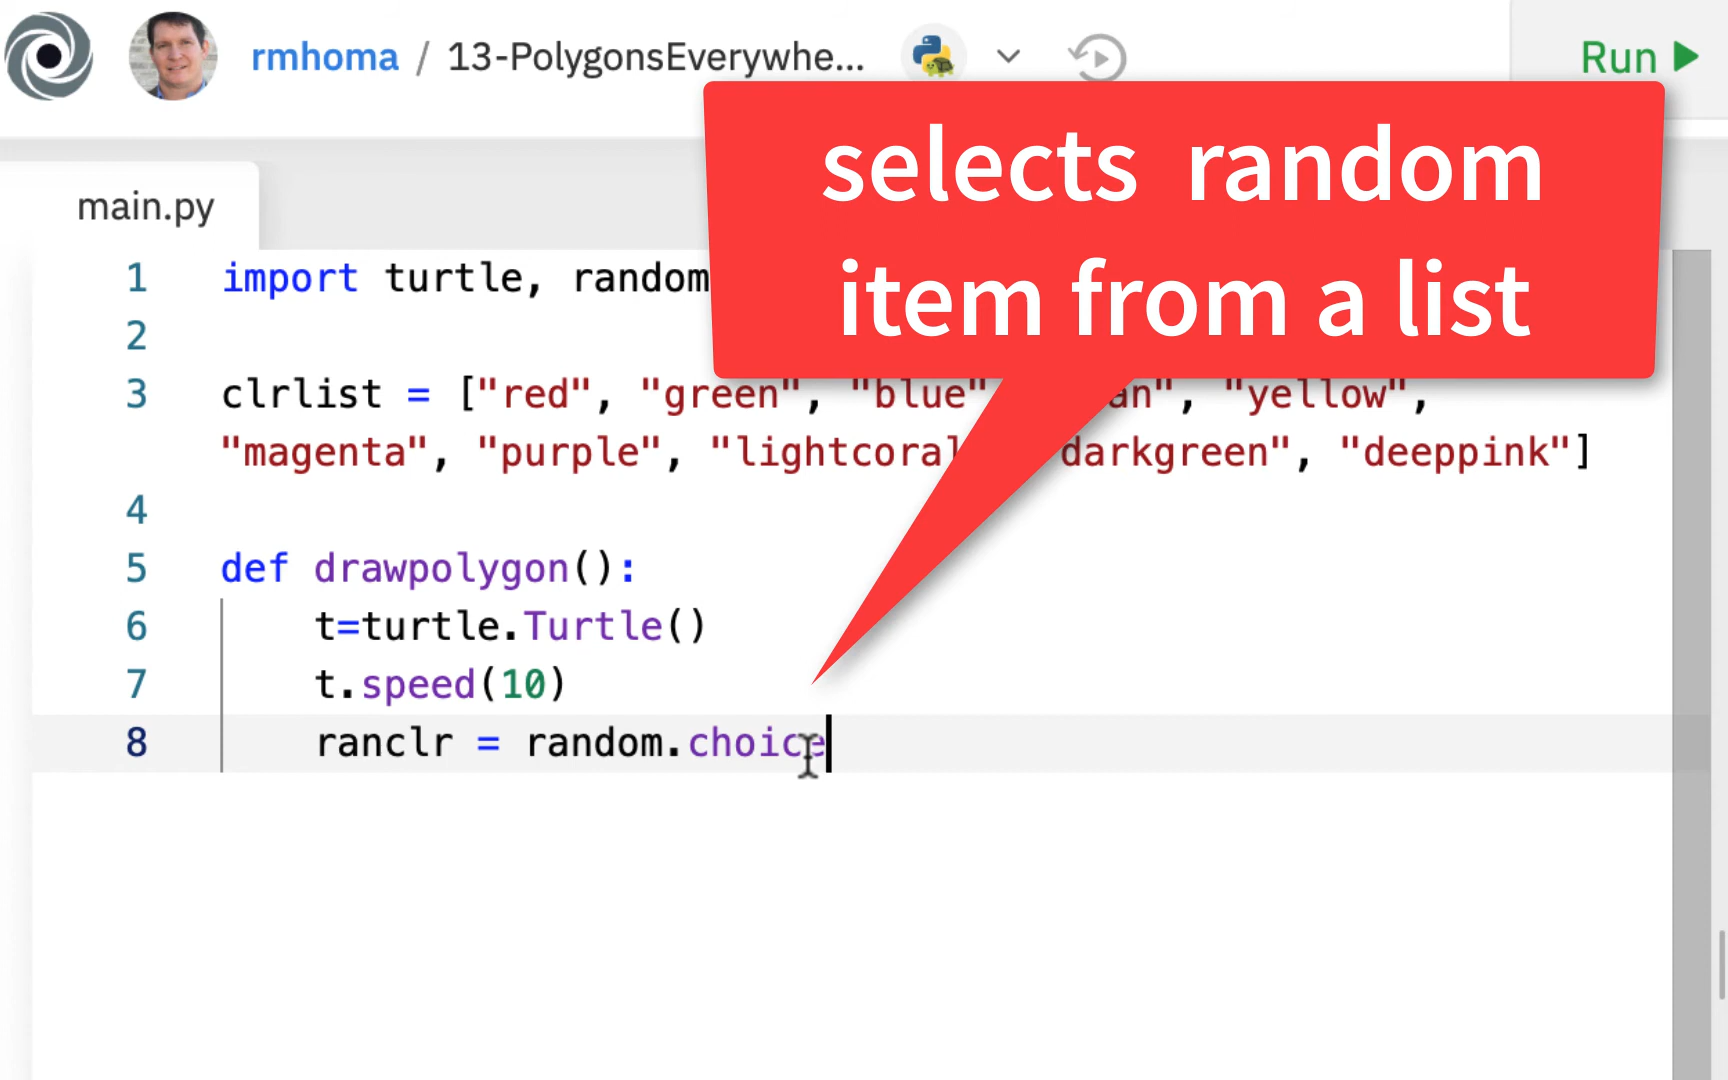 rmhoma / 13-PolygonsEverywhe...
Run
selects random
item from a list
main.py
1 import turtle, random
2
3 clrlist = ["red", "green", "blue" an", "yellow",
"magenta", "purple", "lightcoral darkgreen", "deeppink"]
4
5 def drawpolygon():
6 t=turtle.Turtle()
7 t.speed(10)
8 ranclr = random.choice